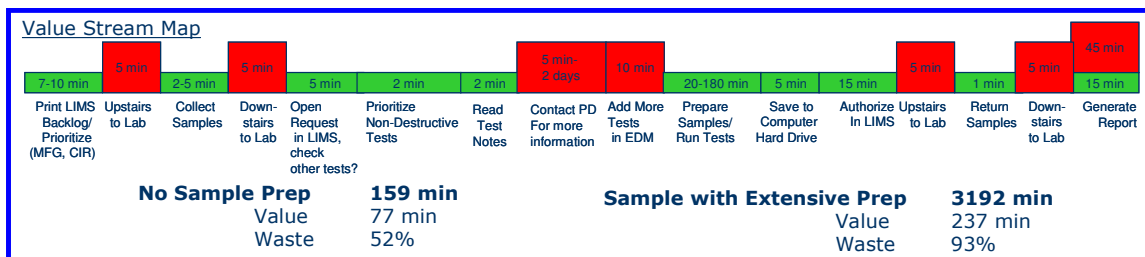 Value Stream Map
7-10 min
5 min
2-5 min
5 min
5 min
2 min
2 min
5 min-
2 days
10 min
20-180 min
5 min
15 min
5 min
1 min
5 min
45 min
15 min
Print LIMS
Backlog/
Prioritize
(MFG, CIR)
Upstairs
to Lab
Collect
Samples
Down-
stairs
to Lab
Open
Request
in LIMS,
check
other tests?
Prioritize
Non-Destructive
Tests
Read
Test
Notes
Contact PD
For more
information
Add More
Tests
in EDM
Prepare
Samples/
Run Tests
Save to
Computer
Hard Drive
Authorize
In LIMS
Upstairs
to Lab
Return
Samples
Down-
stairs
to Lab
Generate
Report
No Sample Prep 159 min
Value 77 min
Waste 52%
Sample with Extensive Prep 3192 min
Value 237 min
Waste 93%